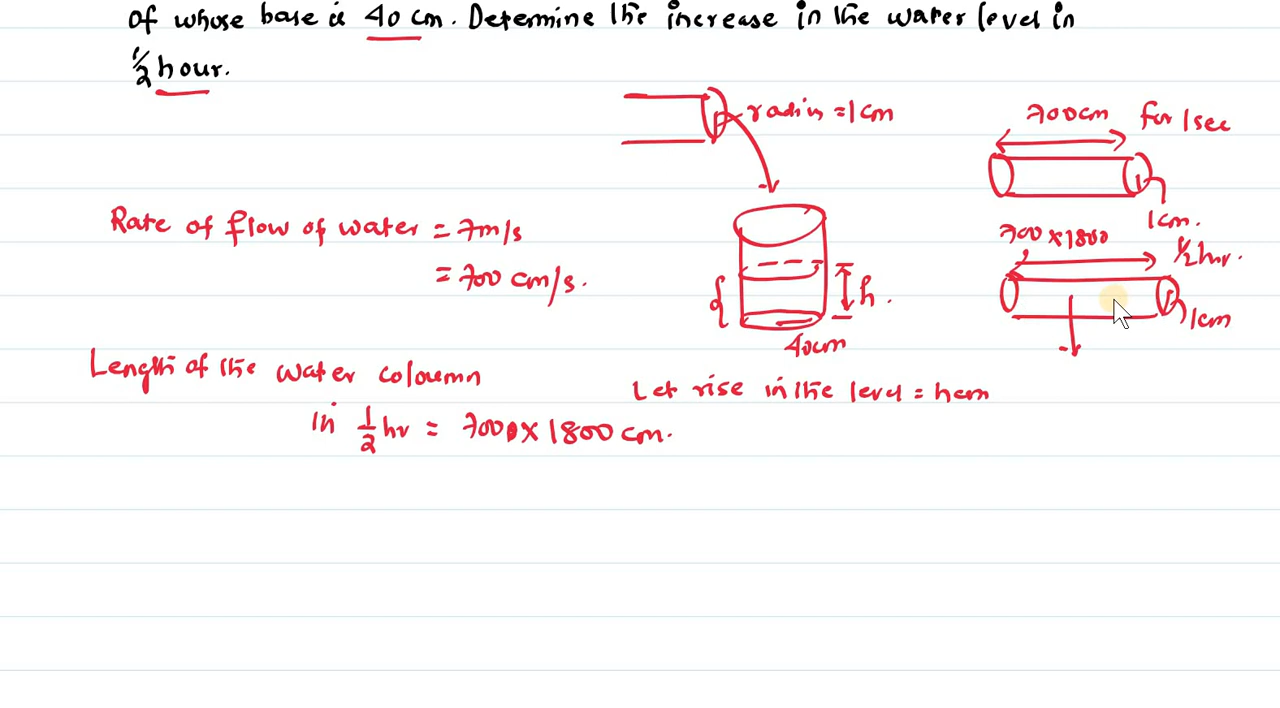 of whose base is 40 cm. Determine the increase in the water level in
1/2 hour.
radius = 1cm
700cm for 1sec
1cm.
Rate of flow of water = 7m/s
= 700 cm/s.
700 x 1800 1/2 hr.
h.
1cm
40cm
Length of the water coloumn
in 1/2 hr = 700 x 1800 cm.
Let rise in the level = h cm